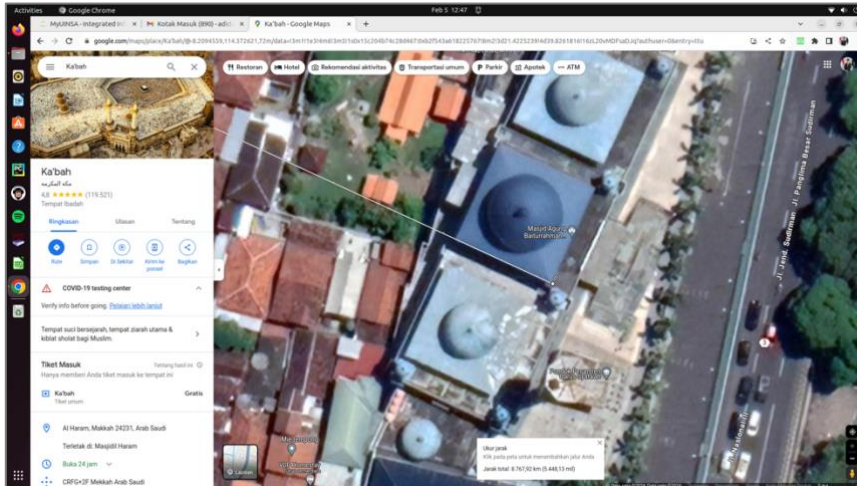 Activities
Google Chrome
Feb 5 12:47
MyUINSA - Integrated
Ka'bah - Google Maps
Ka'bah
Restoran
Hotel
Rekomendasi aktivitas
Transportasi umum
Parkir
Apotek
ATM
Ka'bah
مكة المكرمة
4,8 ★★★★★ (119.521)
Tempat Ibadah
Ringkasan
Ulasan
Tentang
Rute
Simpan
Di Sekitar
Kirim ke ponsel
Bagikan
COVID-19 testing center
Verify info before going. Pelajari lebih lanjut
Tempat suci bersejarah, tempat ziarah utama &
kiblat sholat bagi Muslim.
Tiket Masuk
Tentang hasil ini
Hanya memberi Anda tiket masuk ke tempat ini
Ka'bah
Gratis
Tiket umum
Al Haram, Makkah 24231, Arab Saudi
Terletak di: Masjidil Haram
Buka 24 jam
CRFG+2F Mekkah Arab Saudi
Masjid Agung
Baiturrahman
Jl. Jend. Sudirman
Jl. Panglima Besar Sudirman
Lapisan
Ukur jarak
Klik pada peta untuk menambahkan jalur Anda
Jarak total: 8.767,92 km (5.448,13 mil)